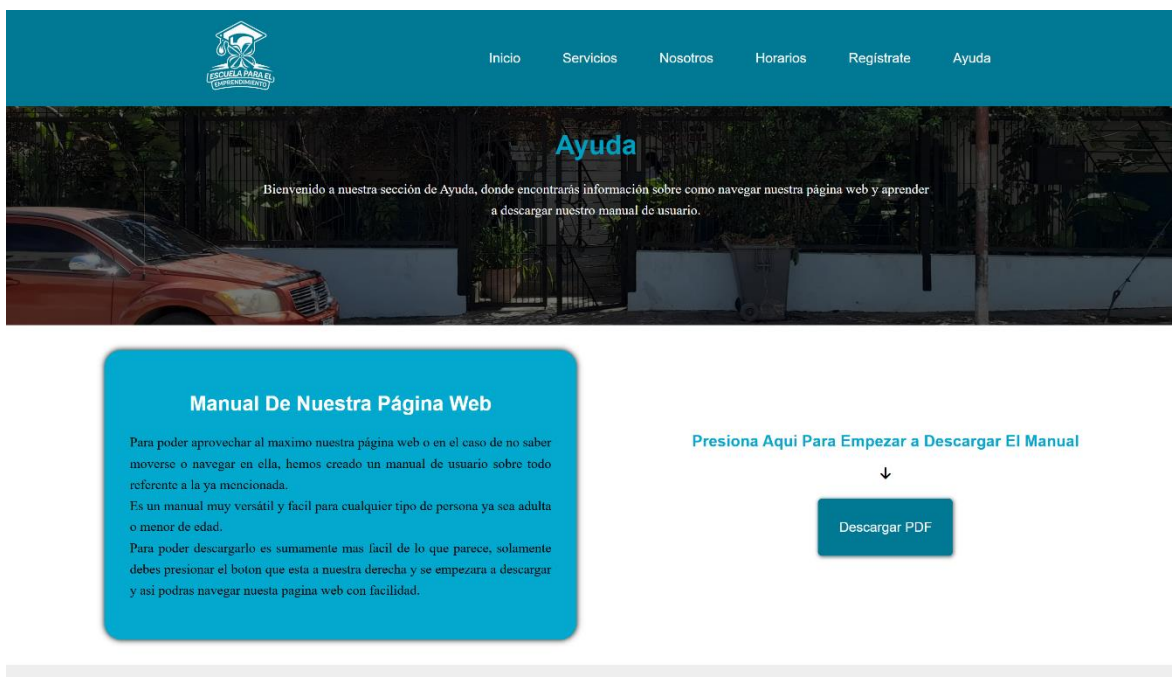 ESCUELA PARA EL
EMPRENDIMIENTO
Inicio Servicios Nosotros Horarios Regístrate Ayuda
Ayuda
Bienvenido a nuestra sección de Ayuda, donde encontrarás información sobre como navegar nuestra página web y aprender
a descargar nuestro manual de usuario.
Manual De Nuestra Página Web
Para poder aprovechar al maximo nuestra página web o en el caso de no saber
moverse o navegar en ella, hemos creado un manual de usuario sobre todo
referente a la ya mencionada.
Es un manual muy versátil y facil para cualquier tipo de persona ya sea adulta
o menor de edad.
Para poder descargarlo es sumamente mas facil de lo que parece, solamente
debes presionar el boton que esta a nuestra derecha y se empezara a descargar
y asi podras navegar nuesta pagina web con facilidad.
Presiona Aqui Para Empezar a Descargar El Manual
↓
Descargar PDF